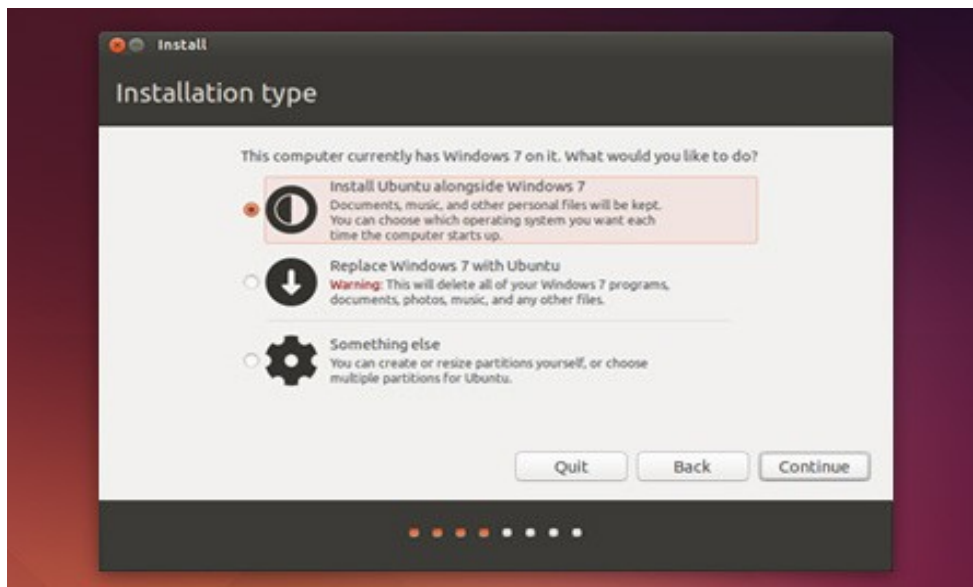 Install
Installation type
This computer currently has Windows 7 on it. What would you like to do?
Install Ubuntu alongside Windows 7
Documents, music, and other personal files will be kept.
You can choose which operating system you want each
time the computer starts up.
Replace Windows 7 with Ubuntu
Warning: This will delete all of your Windows 7 programs,
documents, photos, music, and any other files.
Something else
You can create or resize partitions yourself, or choose
multiple partitions for Ubuntu.
Quit Back Continue